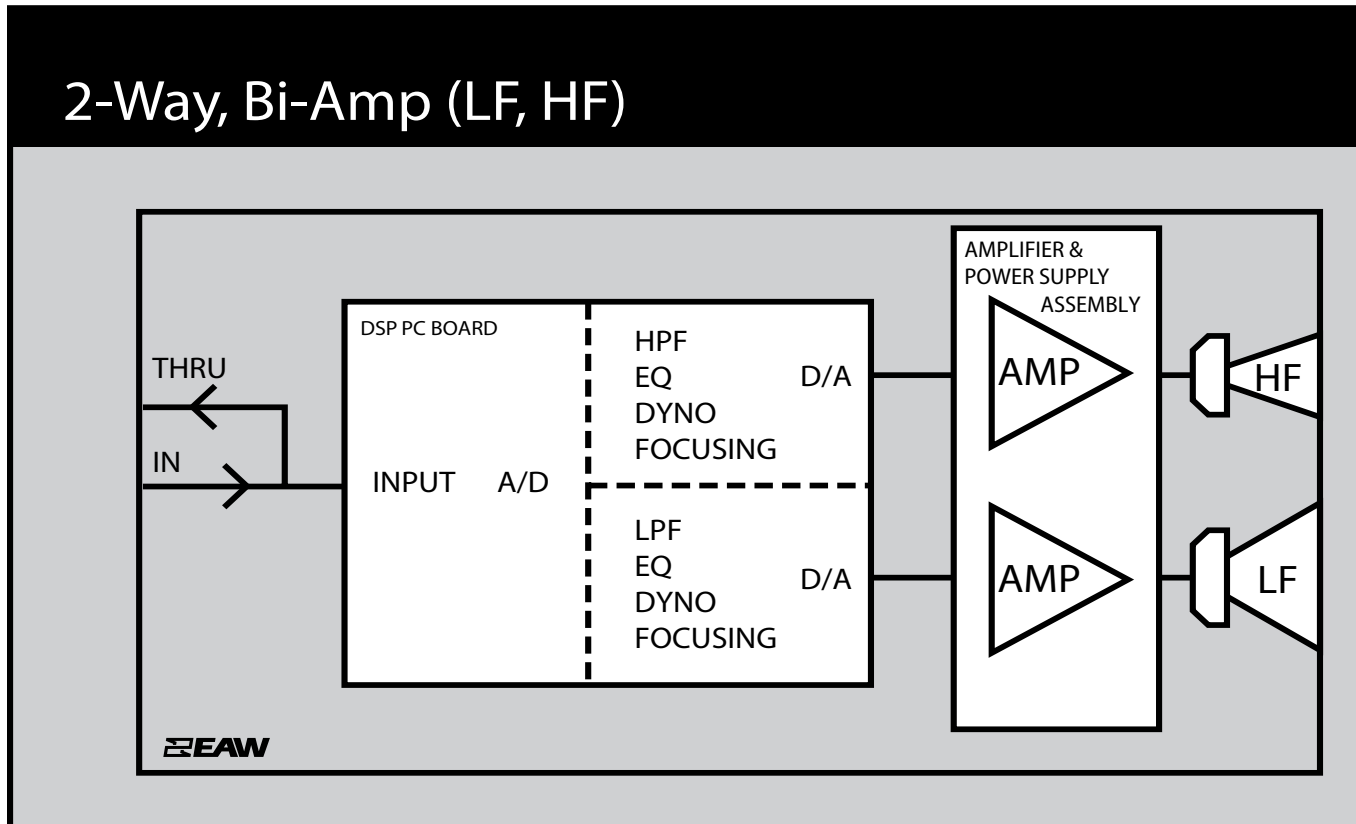 2-Way, Bi-Amp (LF, HF)
AMPLIFIER &
POWER SUPPLY
ASSEMBLY
DSP PC BOARD
THRU
IN
INPUT A/D
HPF
EQ
DYNO
FOCUSING
D/A
LPF
EQ
DYNO
FOCUSING
D/A
AMP
AMP
HF
LF
EAW